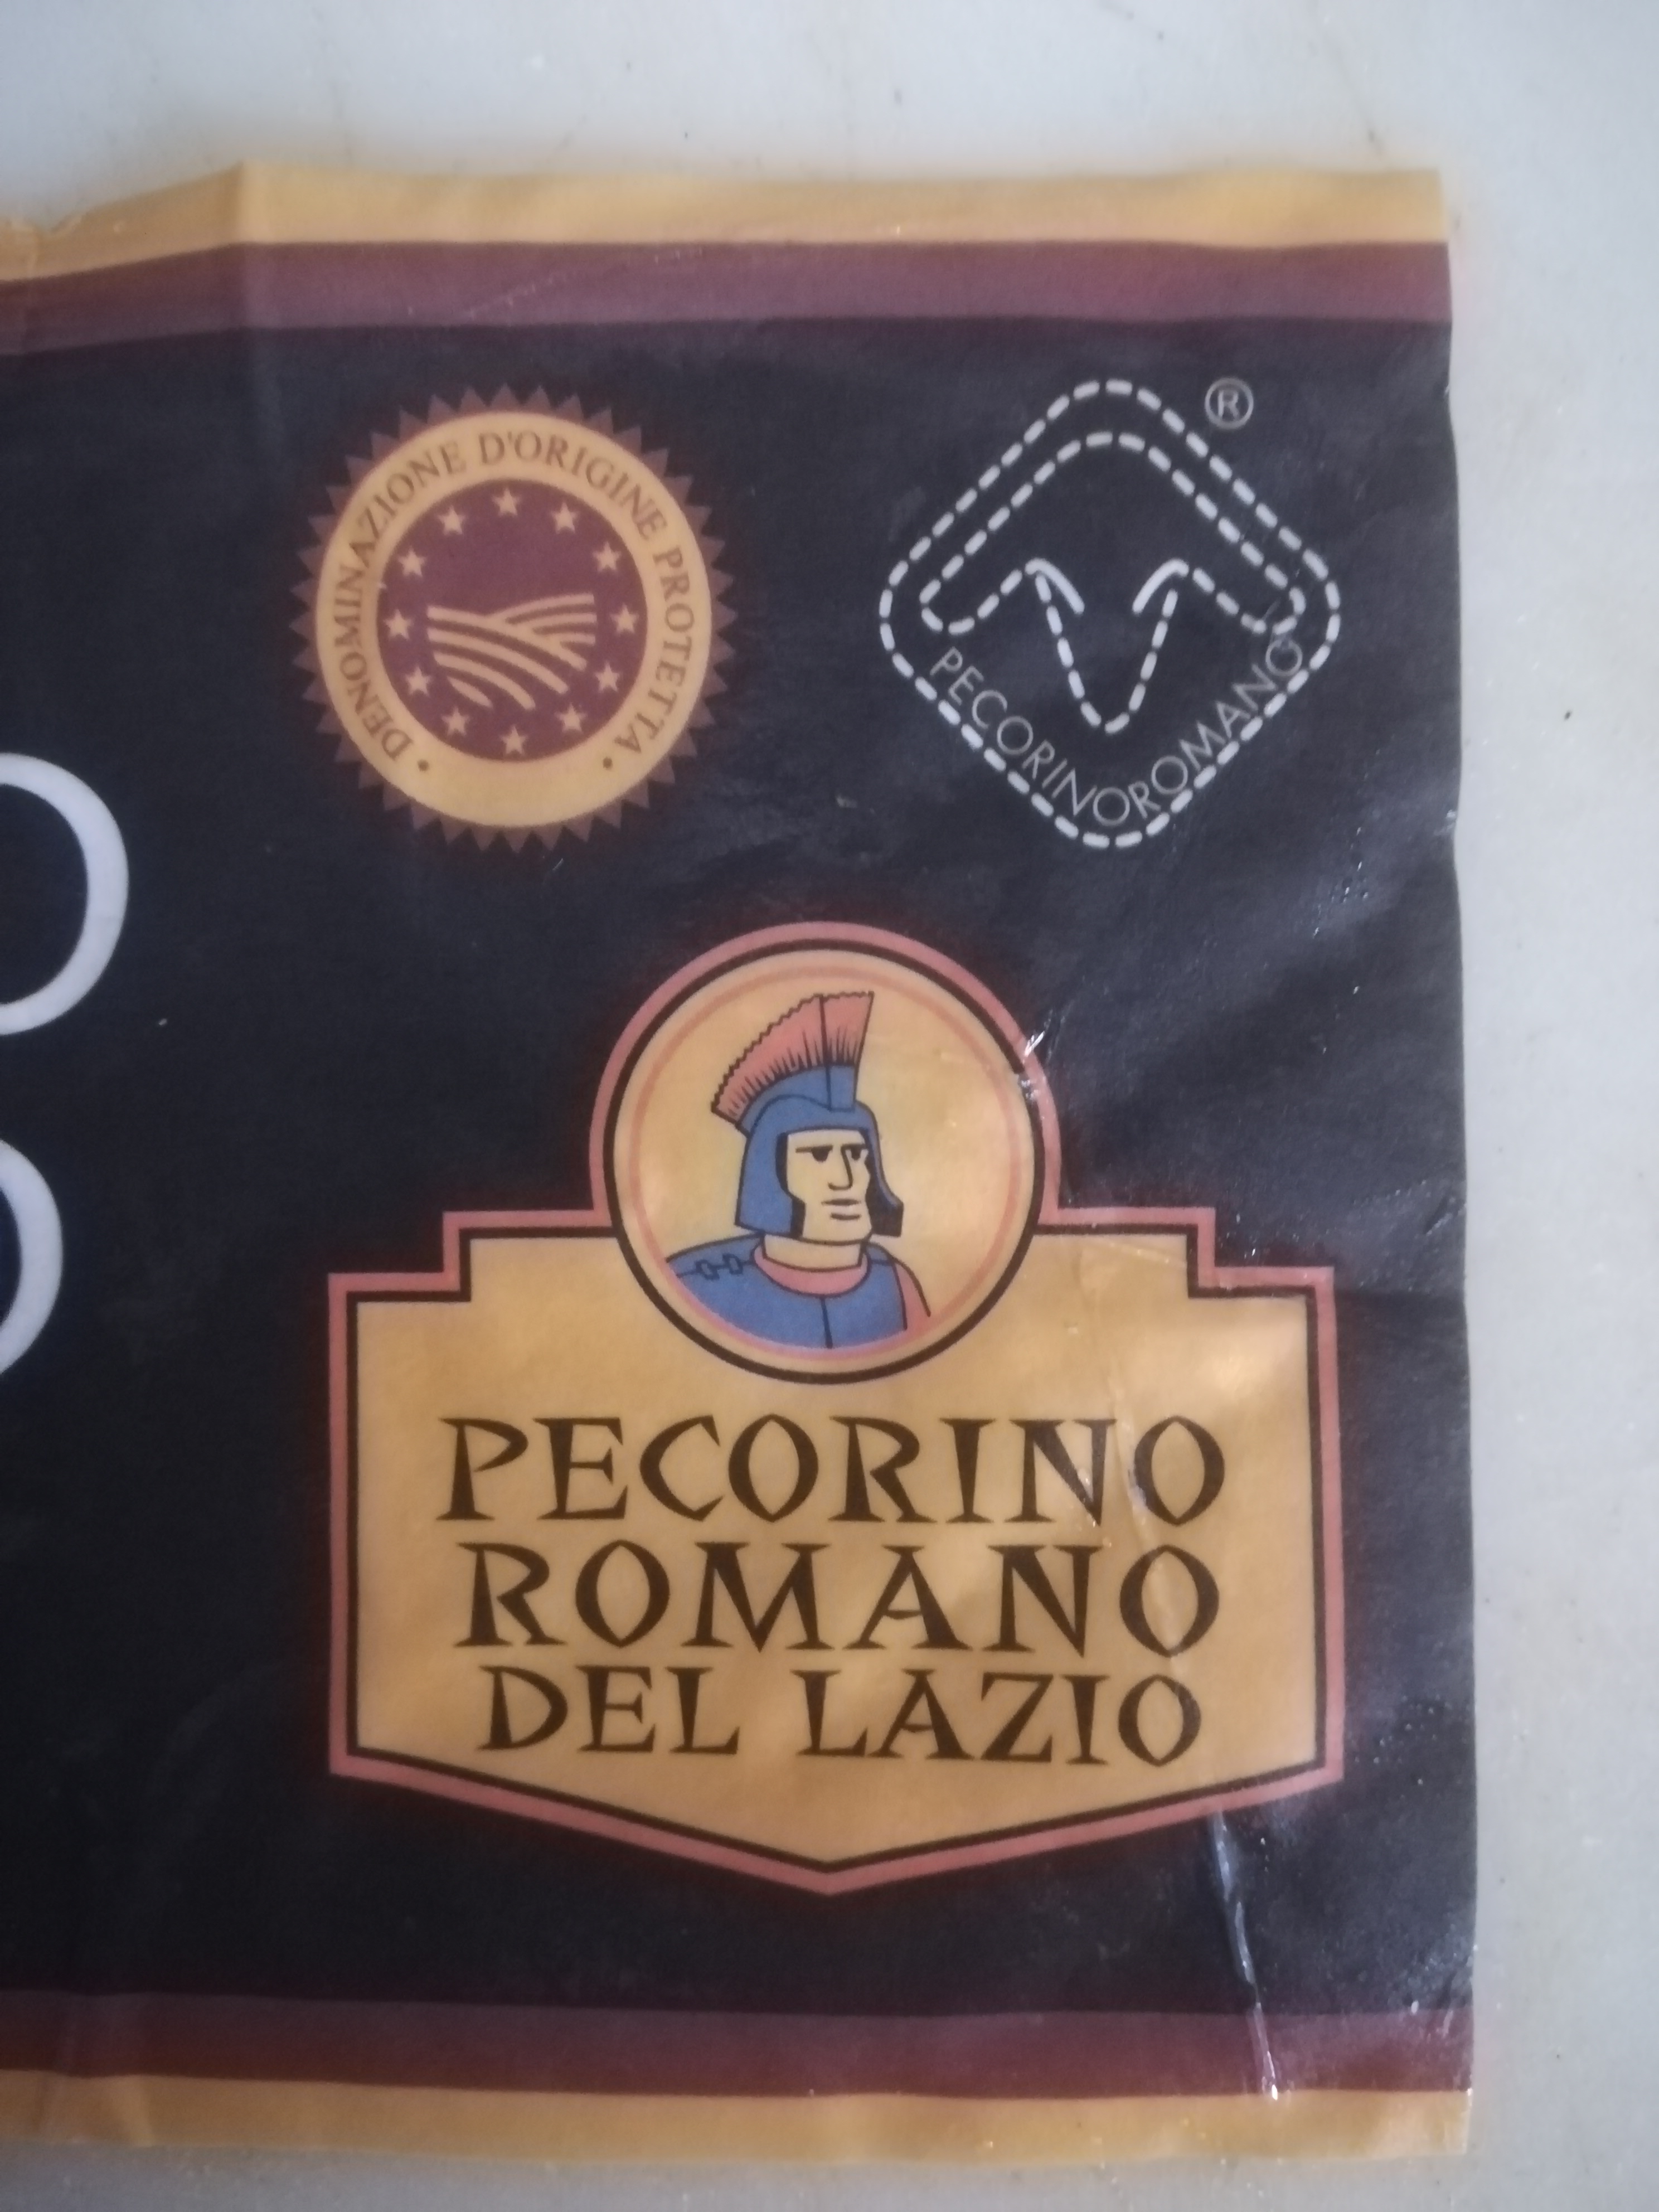 DENOMINAZIONE D'ORIGINE PROTETTA
®
PECORINOROMANO
O
O
PECORINO
ROMANO
DEL LAZIO